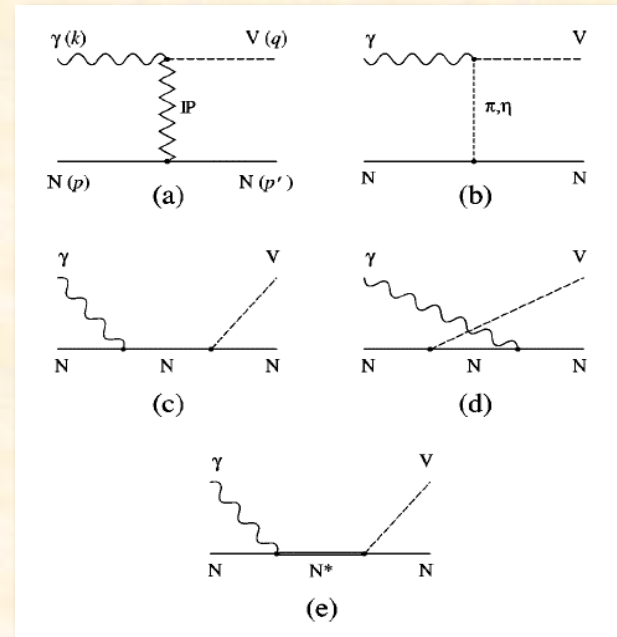 γ (k) V (q) γ V
IP π,η
N (p) N (p′) N N
(a) (b)
γ V γ V
N N N N N N
(c) (d)
γ V
N N* N
(e)